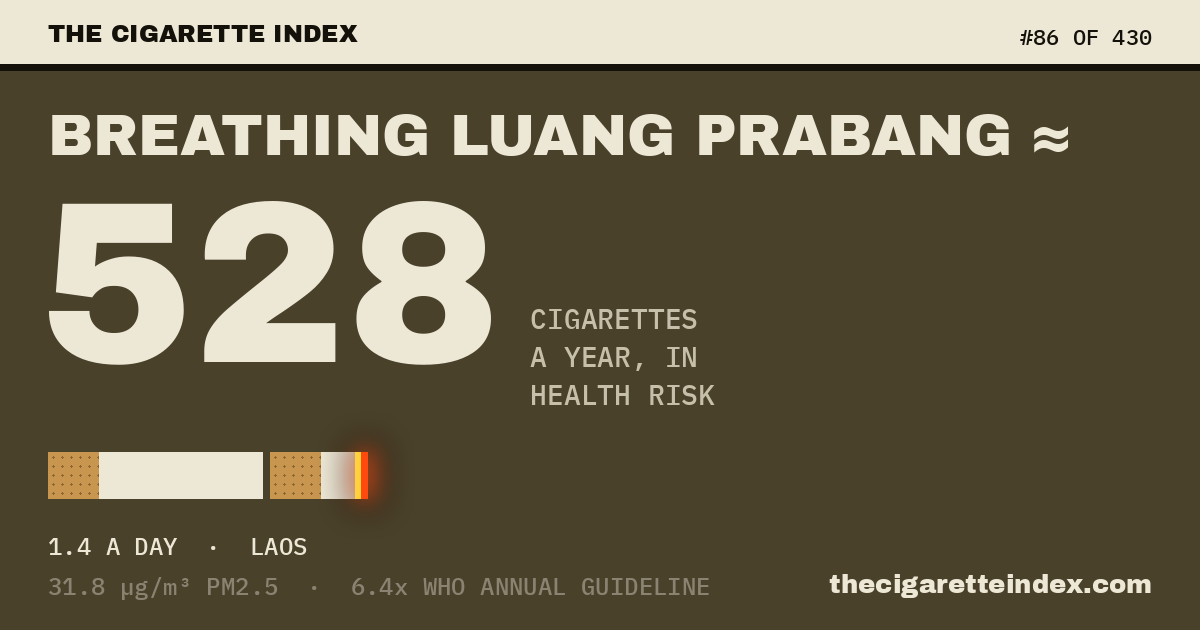 THE CIGARETTE INDEX
#86 OF 430
BREATHING LUANG PRABANG ≈
528
CIGARETTES
A YEAR, IN
HEALTH RISK
1.4 A DAY · LAOS
31.8 µg/m³ PM2.5 · 6.4x WHO ANNUAL GUIDELINE
thecigaretteindex.com